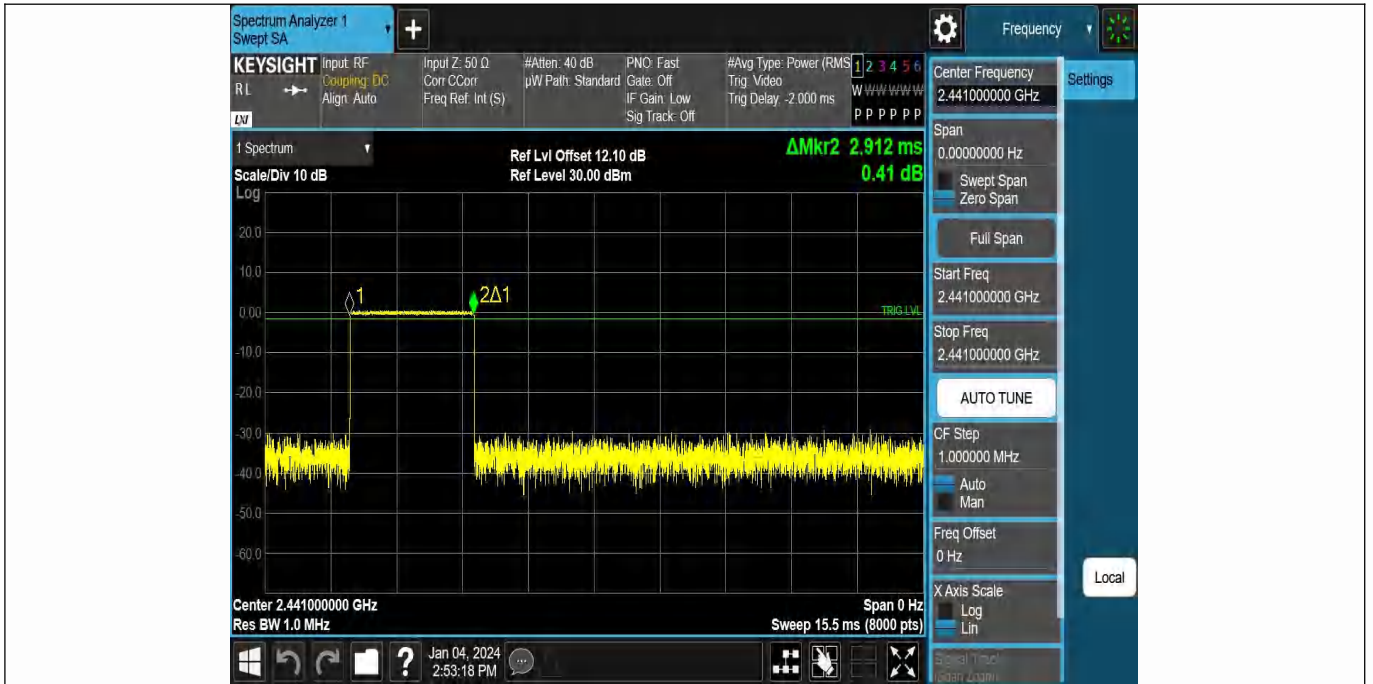 Spectrum Analyzer 1
Swept SA
Frequency
KEYSIGHT
RL
LXI
Input: RF
Coupling: DC
Align: Auto
Input Z: 50 Ω
Corr CCorr
Freq Ref: Int (S)
#Atten: 40 dB
µW Path: Standard
PNO: Fast
Gate: Off
IF Gain: Low
Sig Track: Off
#Avg Type: Power (RMS
Trig: Video
Trig Delay: -2.000 ms
1 2 3 4 5 6
W W W W W W
P P P P P P
1 Spectrum
Scale/Div 10 dB
Ref Lvl Offset 12.10 dB
Ref Level 30.00 dBm
ΔMkr2 2.912 ms
0.41 dB
Log
20.0
10.0
0.00
-10.0
-20.0
-30.0
-40.0
-50.0
-60.0
1
2Δ1
TRIG LVL
Center 2.441000000 GHz
Res BW 1.0 MHz
Span 0 Hz
Sweep 15.5 ms (8000 pts)
Center Frequency
2.441000000 GHz
Settings
Span
0.00000000 Hz
Swept Span
Zero Span
Full Span
Start Freq
2.441000000 GHz
Stop Freq
2.441000000 GHz
AUTO TUNE
CF Step
1.000000 MHz
Auto
Man
Freq Offset
0 Hz
X Axis Scale
Log
Lin
Signal Track
(Span Zoom)
Local
?
Jan 04, 2024
2:53:18 PM